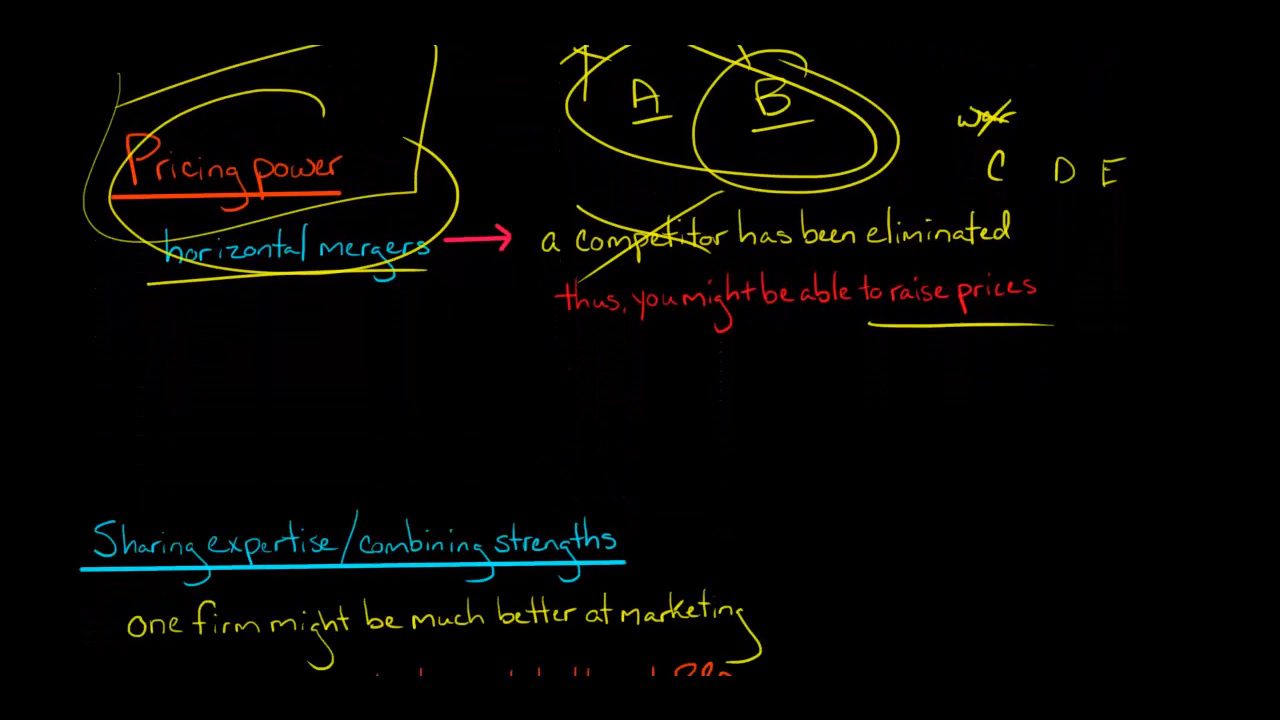 A B
C D E
Pricing power
horizontal mergers → a competitor has been eliminated
thus, you might be able to raise prices
Sharing expertise/combining strengths
one firm might be much better at marketing